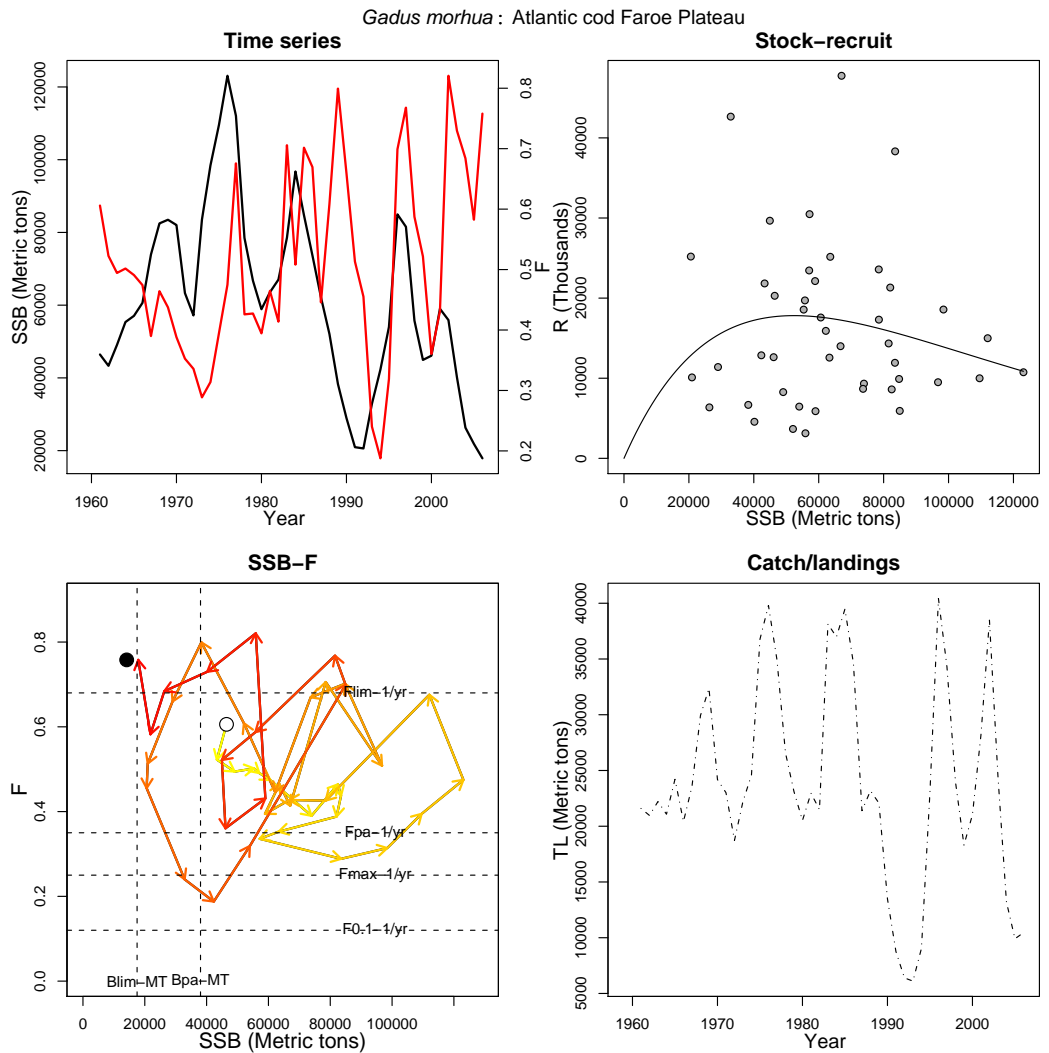 Gadus morhua : Atlantic cod Faroe Plateau
Time series
SSB (Metric tons)
20000 40000 60000 80000 100000 120000
F
0.2 0.3 0.4 0.5 0.6 0.7 0.8
1960 1970 1980 1990 2000
Year
Stock−recruit
R (Thousands)
0 10000 20000 30000 40000
0 20000 40000 60000 80000 100000 120000
SSB (Metric tons)
SSB−F
F
0.0 0.2 0.4 0.6 0.8
Flim−1/yr
Fpa−1/yr
Fmax−1/yr
F0.1−1/yr
Blim−MT
Bpa−MT
0 20000 40000 60000 80000 100000
SSB (Metric tons)
Catch/landings
TL (Metric tons)
5000 10000 15000 20000 25000 30000 35000 40000
1960 1970 1980 1990 2000
Year